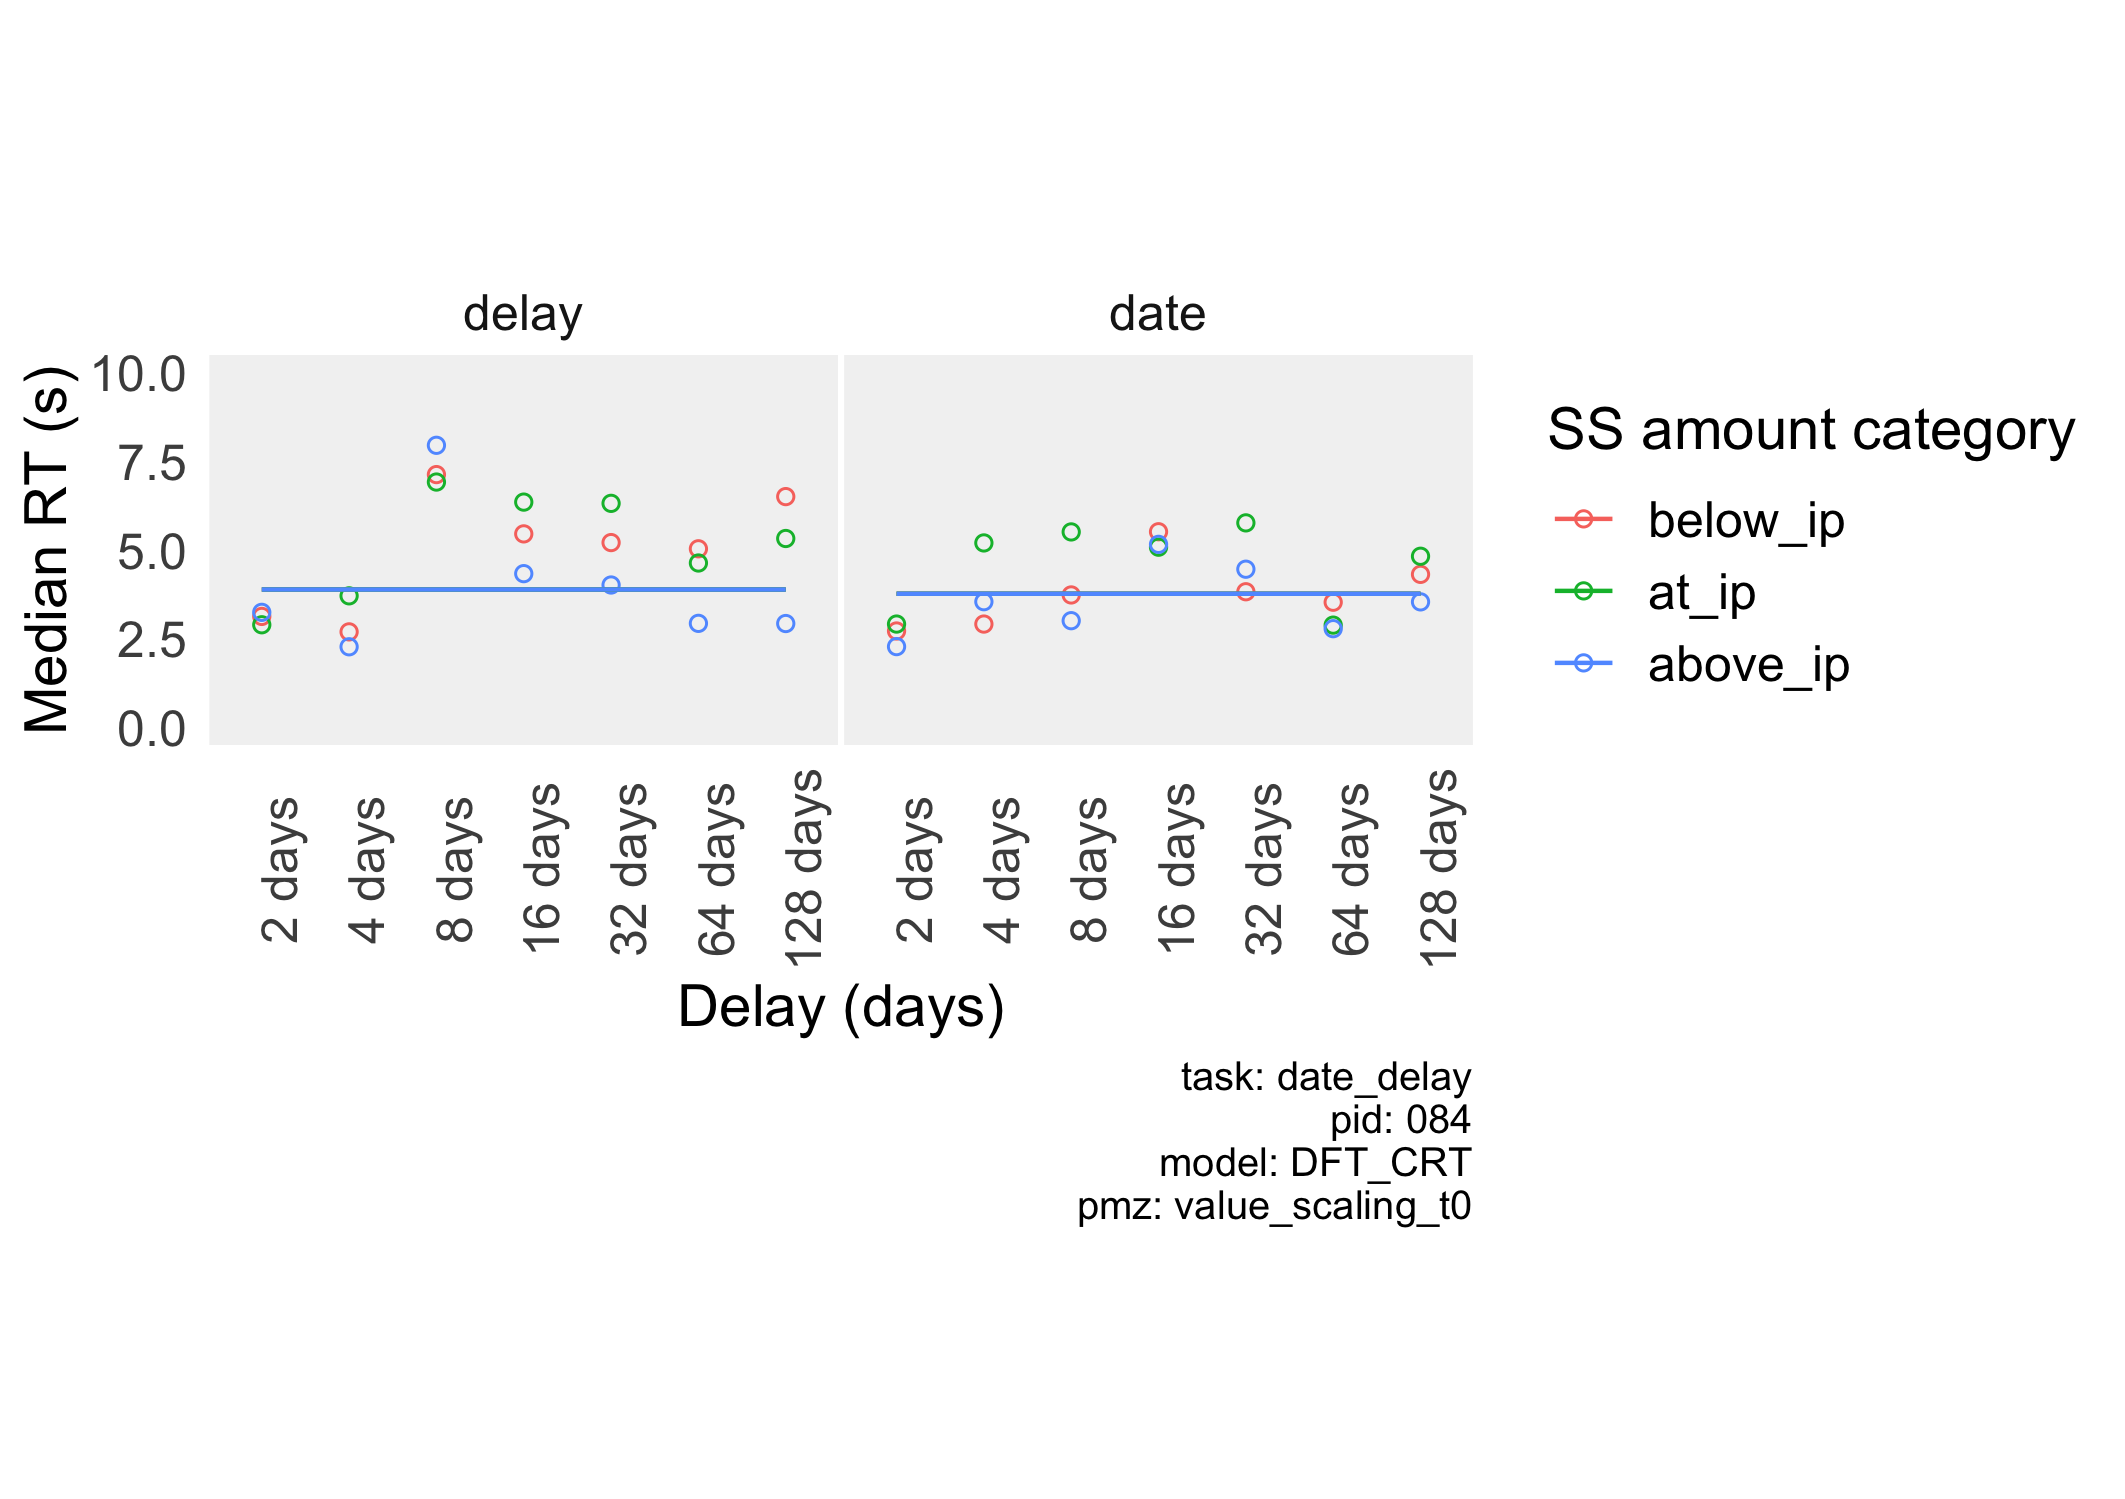 delay
date
Median RT (s)
10.0
7.5
5.0
2.5
0.0
2 days
4 days
8 days
16 days
32 days
64 days
128 days
2 days
4 days
8 days
16 days
32 days
64 days
128 days
Delay (days)
SS amount category
below_ip
at_ip
above_ip
task: date_delay
pid: 084
model: DFT_CRT
pmz: value_scaling_t0